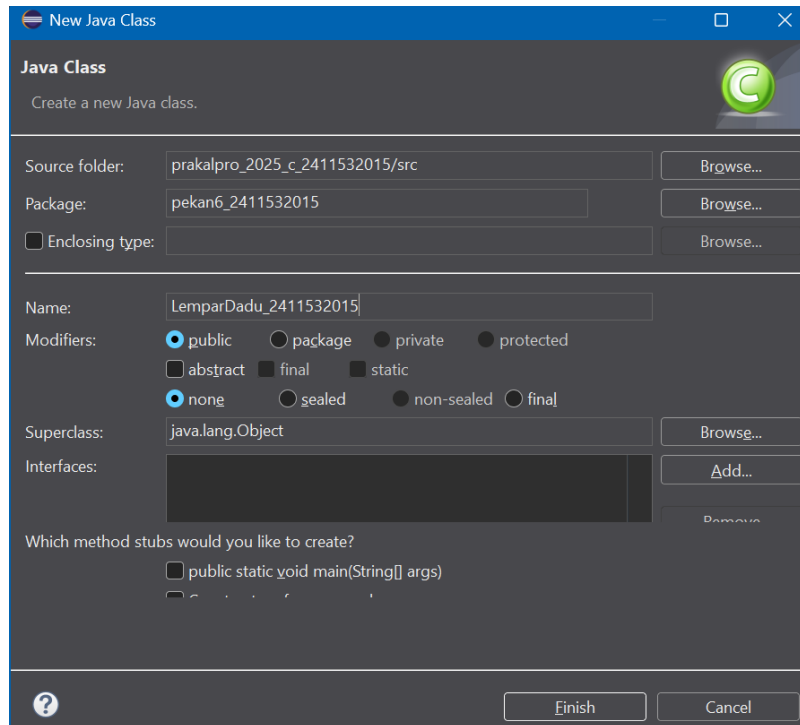 New Java Class
Java Class
Create a new Java class.
C
Source folder: prakalpro_2025_c_2411532015/src Browse...
Package: pekan6_2411532015 Browse...
Enclosing type: Browse...
Name: LemparDadu_2411532015
Modifiers: public package private protected
abstract final static
none sealed non-sealed final
Superclass: java.lang.Object Browse...
Interfaces: Add...
Remove
Which method stubs would you like to create?
public static void main(String[] args)
? Finish Cancel